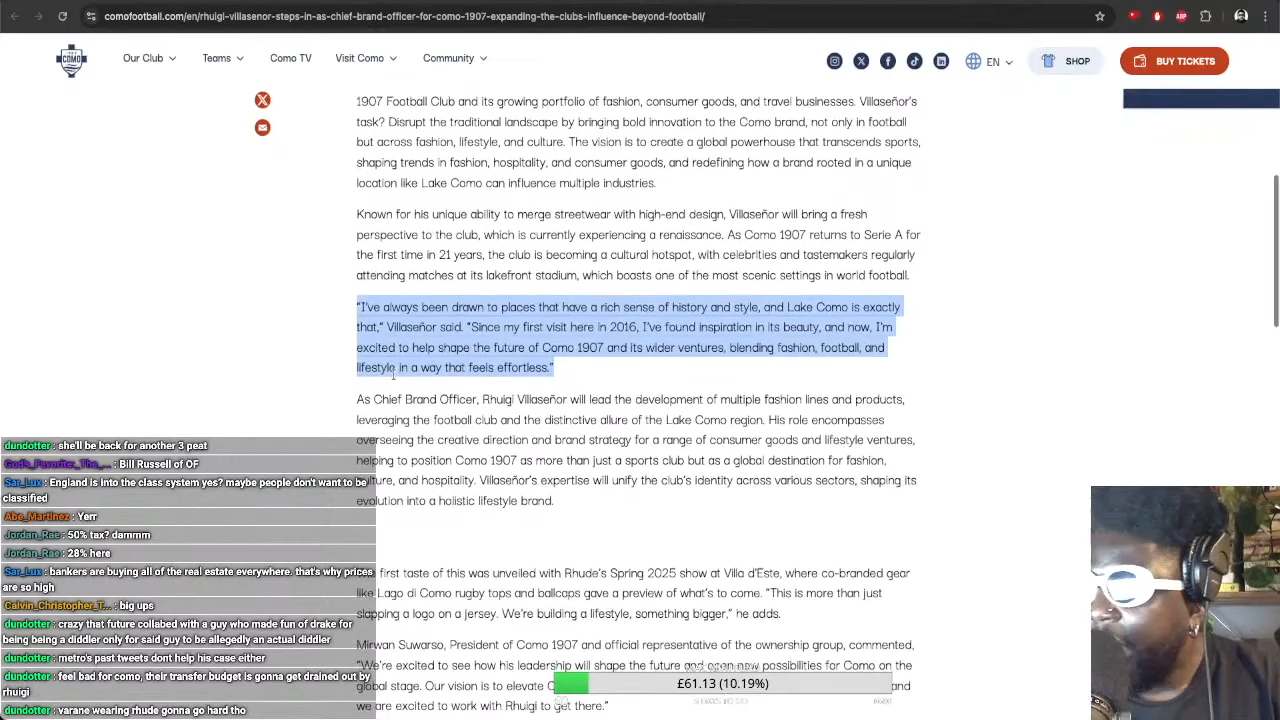 comofootball.com/en/rhuigi-villasenor-steps-in-as-chief-brand-officer-for-como-1907-expanding-the-clubs-influence-beyond-football/
ABP
COMO
Our Club
Teams
Como TV
Visit Como
Community
EN
SHOP
BUY TICKETS
1907 Football Club and its growing portfolio of fashion, consumer goods, and travel businesses. Villaseñor's
task? Disrupt the traditional landscape by bringing bold innovation to the Como brand, not only in football
but across fashion, lifestyle, and culture. The vision is to create a global powerhouse that transcends sports,
shaping trends in fashion, hospitality, and consumer goods, and redefining how a brand rooted in a unique
location like Lake Como can influence multiple industries.
Known for his unique ability to merge streetwear with high-end design, Villaseñor will bring a fresh
perspective to the club, which is currently experiencing a renaissance. As Como 1907 returns to Serie A for
the first time in 21 years, the club is becoming a cultural hotspot, with celebrities and tastemakers regularly
attending matches at its lakefront stadium, which boasts one of the most scenic settings in world football.
“I've always been drawn to places that have a rich sense of history and style, and Lake Como is exactly
that,” Villaseñor said. “Since my first visit here in 2016, I've found inspiration in its beauty, and now, I'm
excited to help shape the future of Como 1907 and its wider ventures, blending fashion, football, and
lifestyle in a way that feels effortless.”
As Chief Brand Officer, Rhuigi Villaseñor will lead the development of multiple fashion lines and products,
leveraging the football club and the distinctive allure of the Lake Como region. His role encompasses
overseeing the creative direction and brand strategy for a range of consumer goods and lifestyle ventures,
helping to position Como 1907 as more than just a sports club but as a global destination for fashion,
culture, and hospitality. Villaseñor's expertise will unify the club's identity across various sectors, shaping its
evolution into a holistic lifestyle brand.
first taste of this was unveiled with Rhude's Spring 2025 show at Villa d'Este, where co-branded gear
like Lago di Como rugby tops and ballcaps gave a preview of what's to come. “This is more than just
slapping a logo on a jersey. We're building a lifestyle, something bigger,” he adds.
Mirwan Suwarso, President of Como 1907 and official representative of the ownership group, commented,
“We're excited to see how his leadership will shape the future and open new possibilities for Como on the
global stage. Our vision is to elevate C and
we are excited to work with Rhuigi to get there.”
£61.13 (10.19%)
dundotter : she'll be back for another 3 peat
God's_Favorite_The_... : Bill Russell of OF
Sar_Lux : England is into the class system yes? maybe people don't want to be
classified
Abe_Martinez : Yerr
Jordan_Rae : 50% tax? dammm
Jordan_Rae : 28% here
Sar_Lux : bankers are buying all of the real estate everywhere. that's why prices
are so high
Calvin_Christopher_T... : big ups
dundotter : crazy that future collabed with a guy who made fun of drake for
being being a diddler only for said guy to be allegedly an actual diddler
dundotter : metro's past tweets dont help his case either
dundotter : feel bad for como, their transfer budget is gonna get drained out by
rhuigi
dundotter : varane wearing rhude gonna go hard tho